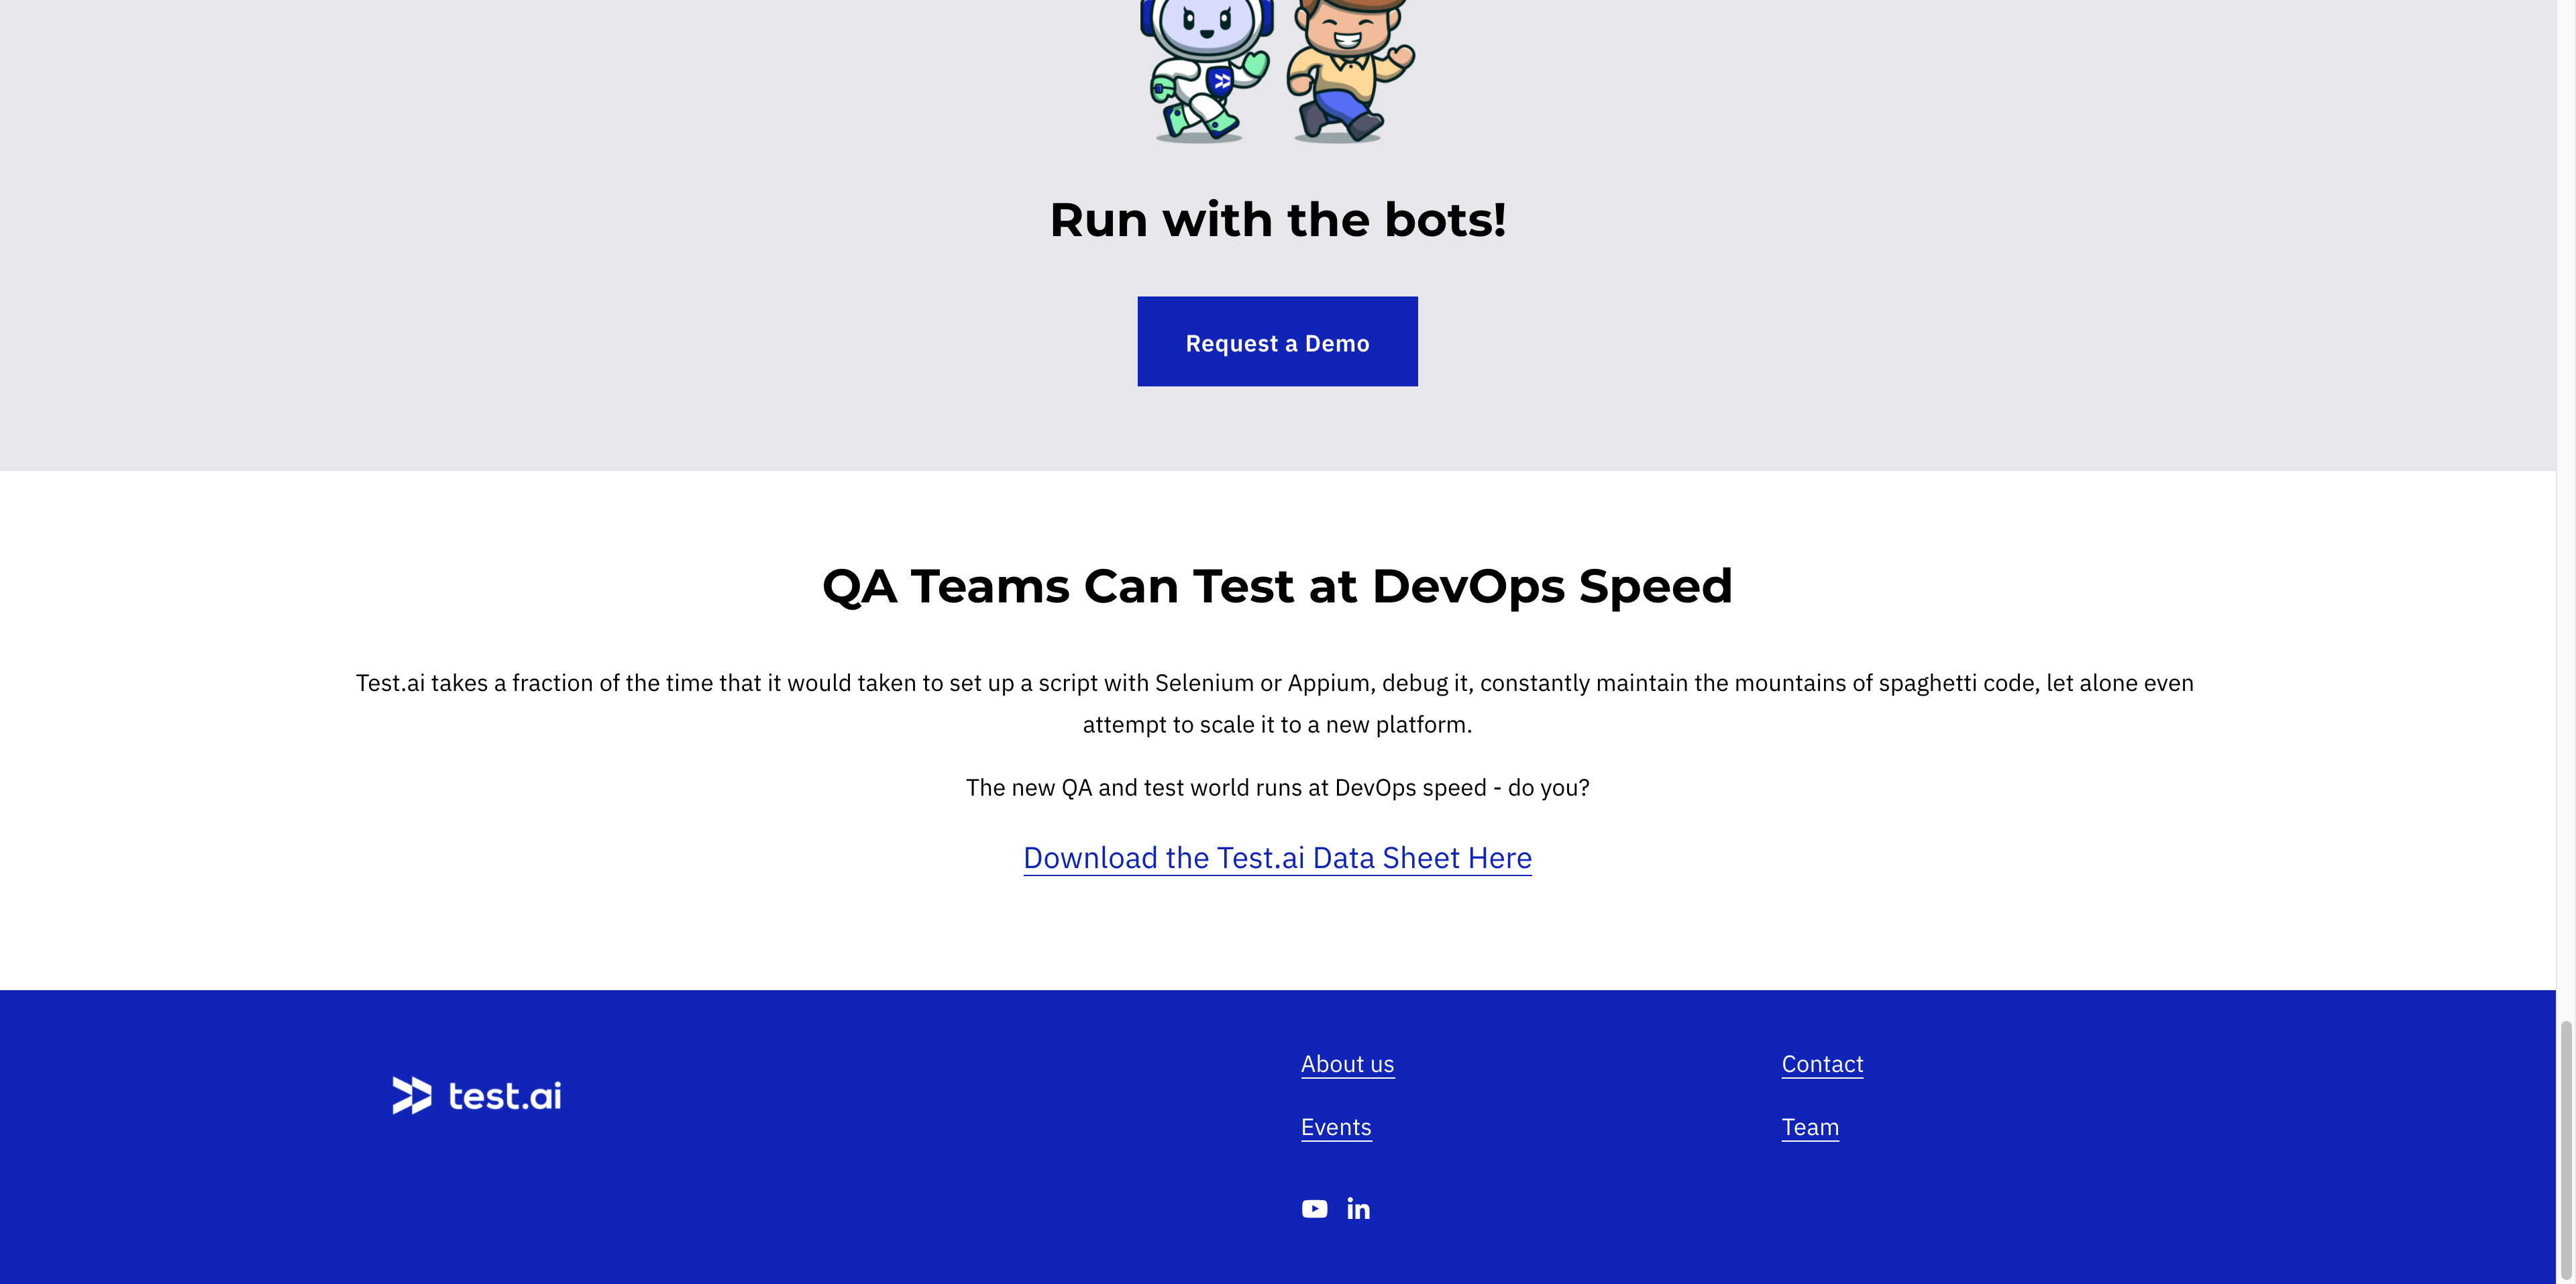 Run with the bots!
Request a Demo
QA Teams Can Test at DevOps Speed
Test.ai takes a fraction of the time that it would taken to set up a script with Selenium or Appium, debug it, constantly maintain the mountains of spaghetti code, let alone even
attempt to scale it to a new platform.
The new QA and test world runs at DevOps speed - do you?
Download the Test.ai Data Sheet Here
test.ai
About us
Events
Contact
Team
in